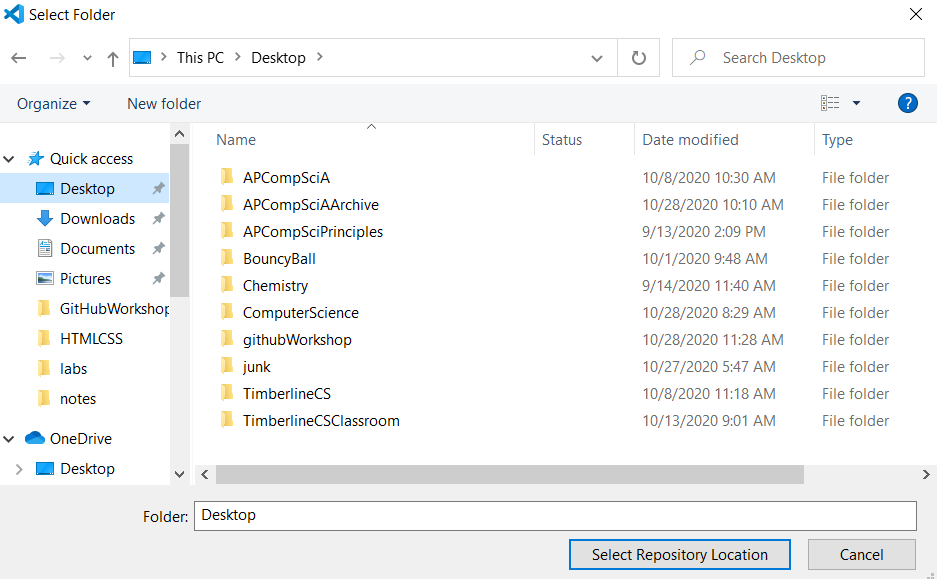 Select Folder
This PC > Desktop >
Search Desktop
Organize
New folder
?
Name
Status
Date modified
Type
Quick access
Desktop
Downloads
Documents
Pictures
GitHubWorkshop
HTMLCSS
labs
notes
OneDrive
Desktop
APCompSciA 10/8/2020 10:30 AM File folder
APCompSciAArchive 10/28/2020 10:10 AM File folder
APCompSciPrinciples 9/13/2020 2:09 PM File folder
BouncyBall 10/1/2020 9:48 AM File folder
Chemistry 9/14/2020 11:40 AM File folder
ComputerScience 10/28/2020 8:29 AM File folder
githubWorkshop 10/28/2020 11:28 AM File folder
junk 10/27/2020 5:47 AM File folder
TimberlineCS 10/8/2020 11:18 AM File folder
TimberlineCSClassroom 10/13/2020 9:01 AM File folder
Folder: Desktop
Select Repository Location
Cancel